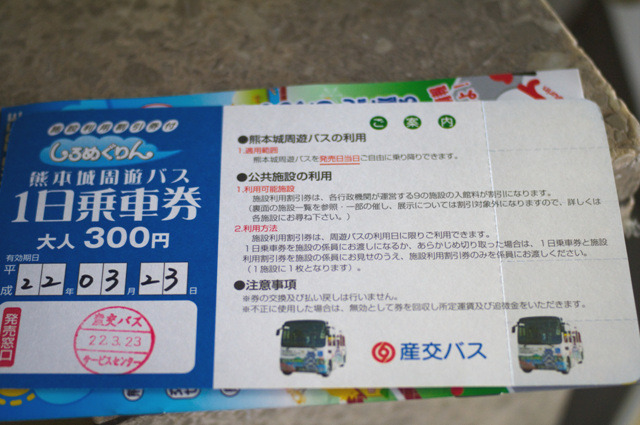 施設利用割引券付
しろめぐりん
熊本城周遊バス
1日乗車券
大人 300円
有効期日
平成 22年 03月 23日
発売窓口
産交バス
22.3.23
サービスセンター
ご案内
●熊本城周遊バスの利用
1.適用範囲
熊本城周遊バスを発売日当日ご自由に乗り降りできます。
●公共施設の利用
1.利用可能施設
施設利用割引券は、各行政機関が運営する9の施設の入館料が割引になります。
(裏面の施設一覧を参照・一部の催し、展示については割引対象外になりますので、詳しくは
各施設にお尋ね下さい。)
2.利用方法
施設利用割引券は、周遊バスの利用日に限りご利用できます。
1日乗車券を施設の係員にお渡しになるか、あらかじめ切り取った場合は、1日乗車券と施設
利用割引券を施設の係員にお見せのうえ、施設利用割引券のみを係員にお渡しください。
(1施設に1枚となります)。
●注意事項
※券の交換及び払い戻しは行いません。
※不正に使用した場合は、無効として券を回収し所定運賃及び追徴金をいただきます。
産交バス